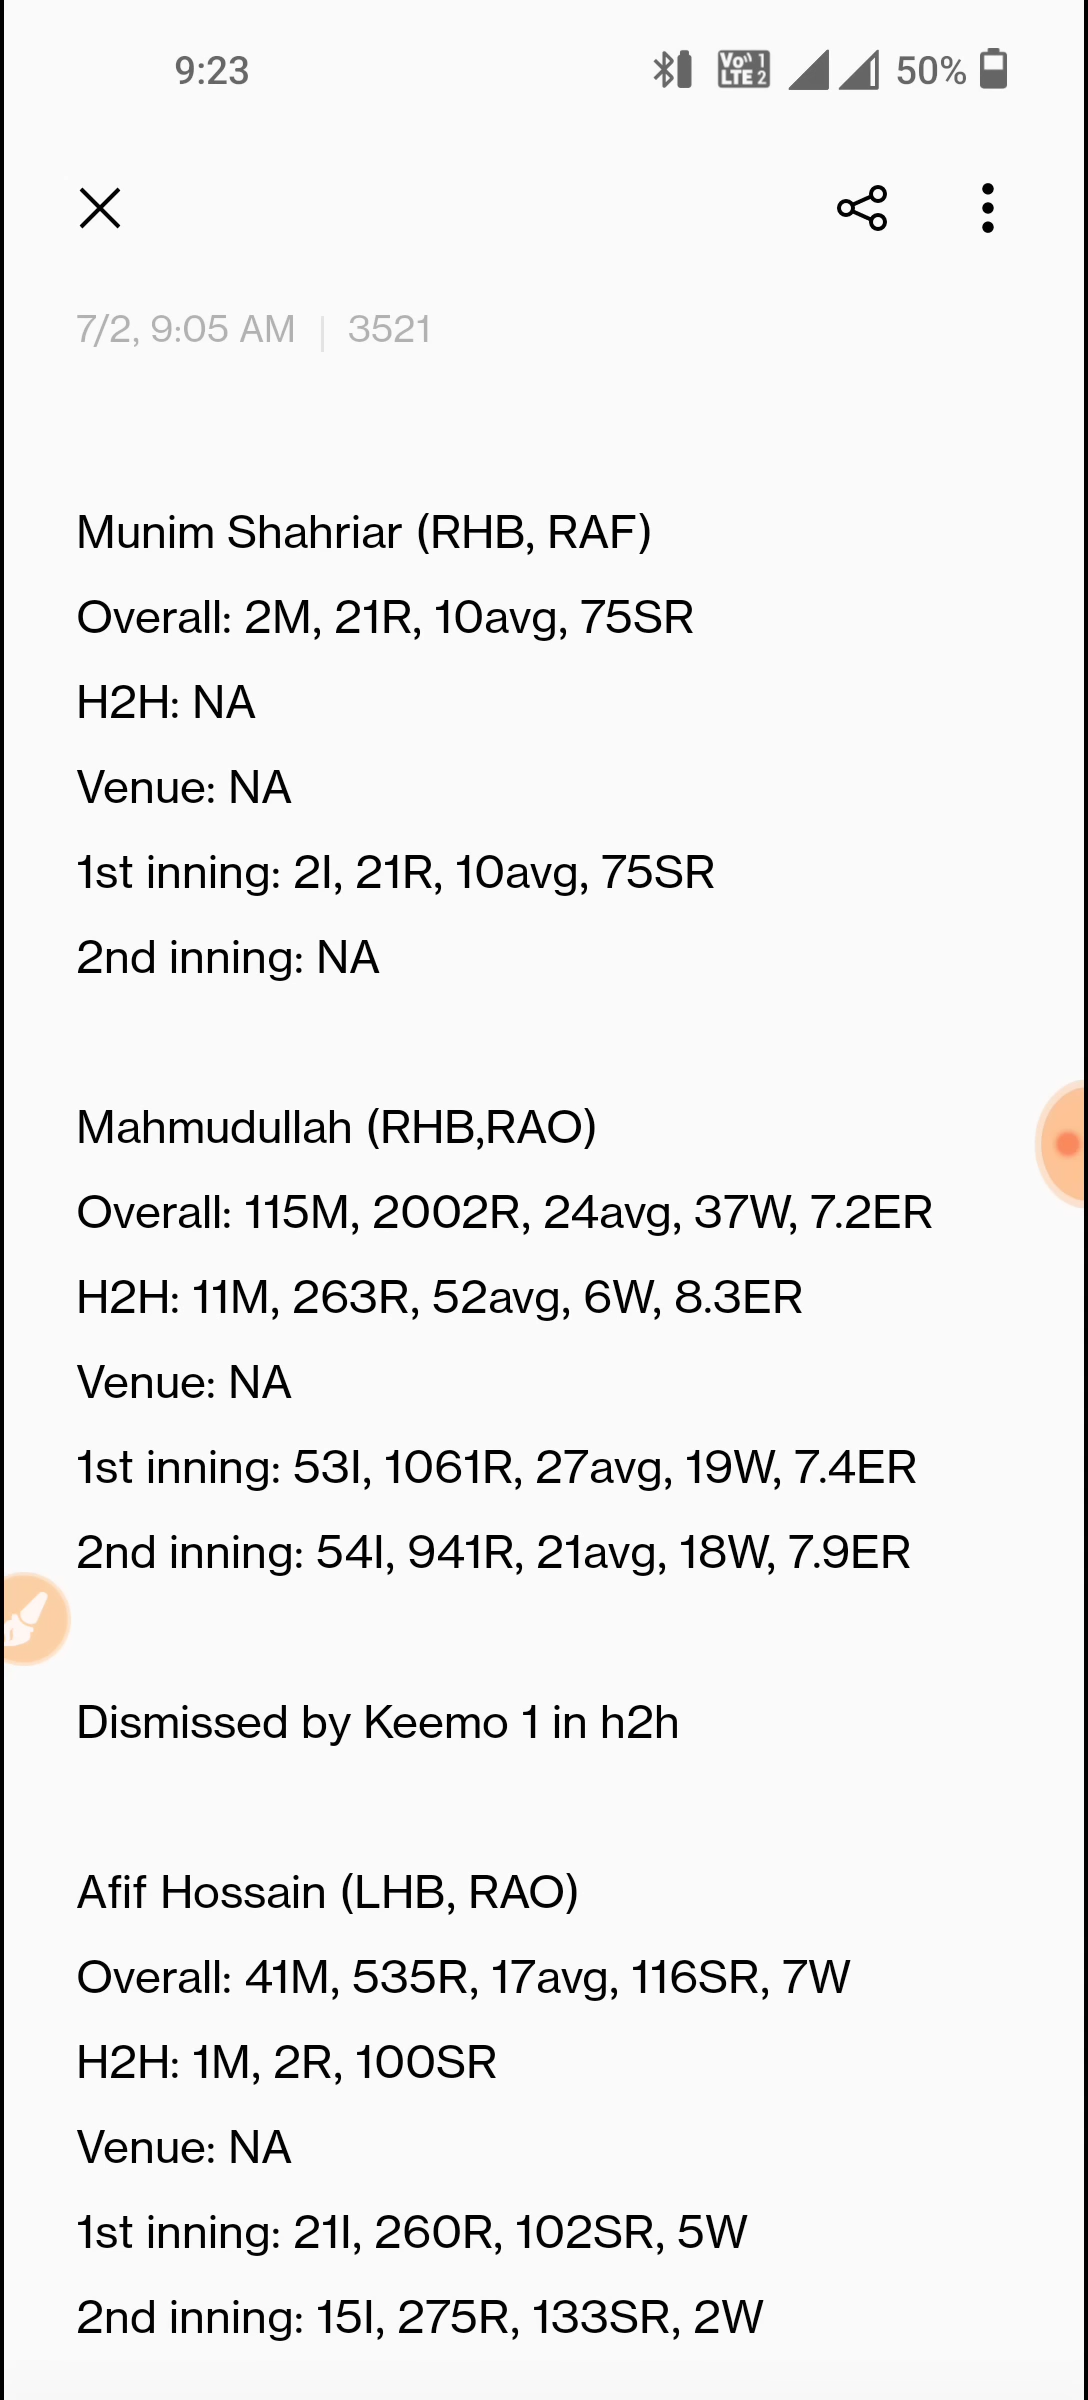 9:23
Vo 1
LTE 2
50%
7/2, 9:05 AM | 3521
Munim Shahriar (RHB, RAF)
Overall: 2M, 21R, 10avg, 75SR
H2H: NA
Venue: NA
1st inning: 2I, 21R, 10avg, 75SR
2nd inning: NA
Mahmudullah (RHB,RAO)
Overall: 115M, 2002R, 24avg, 37W, 7.2ER
H2H: 11M, 263R, 52avg, 6W, 8.3ER
Venue: NA
1st inning: 53I, 1061R, 27avg, 19W, 7.4ER
2nd inning: 54I, 941R, 21avg, 18W, 7.9ER
Dismissed by Keemo 1 in h2h
Afif Hossain (LHB, RAO)
Overall: 41M, 535R, 17avg, 116SR, 7W
H2H: 1M, 2R, 100SR
Venue: NA
1st inning: 21I, 260R, 102SR, 5W
2nd inning: 15I, 275R, 133SR, 2W